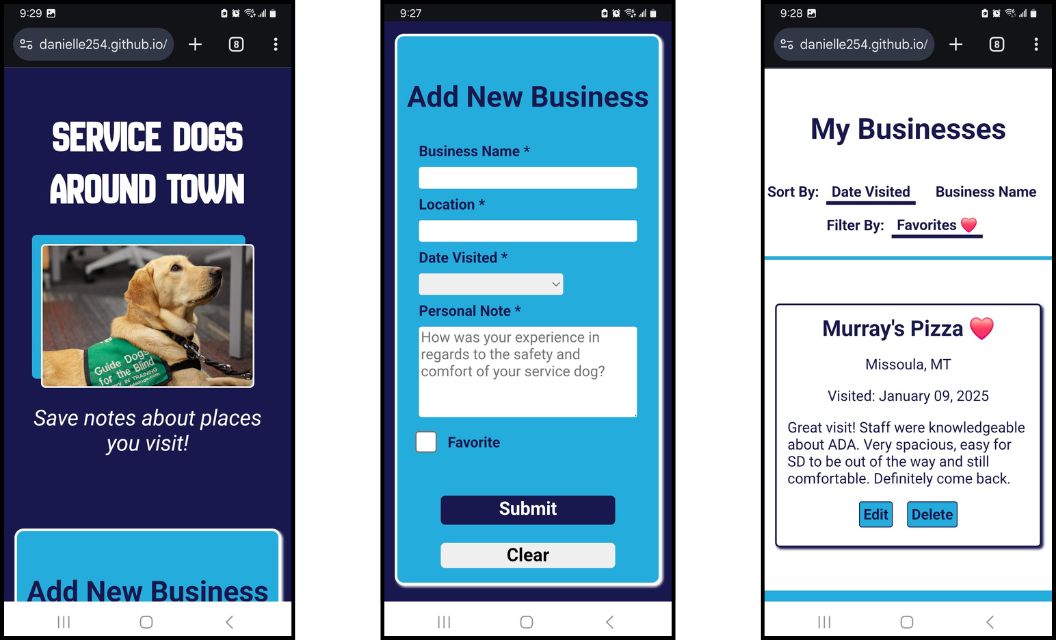 9:29
danielle254.github.io/
8
SERVICE DOGS
AROUND TOWN
Guide Dogs
for the Blind
Save notes about places
you visit!
Add New Business
9:27
Add New Business
Business Name *
Location *
Date Visited *
Personal Note *
How was your experience in
regards to the safety and
comfort of your service dog?
Favorite
Submit
Clear
9:28
danielle254.github.io/
8
My Businesses
Sort By: Date Visited Business Name
Filter By: Favorites ❤️
Murray's Pizza ❤️
Missoula, MT
Visited: January 09, 2025
Great visit! Staff were knowledgeable
about ADA. Very spacious, easy for
SD to be out of the way and still
comfortable. Definitely come back.
Edit Delete